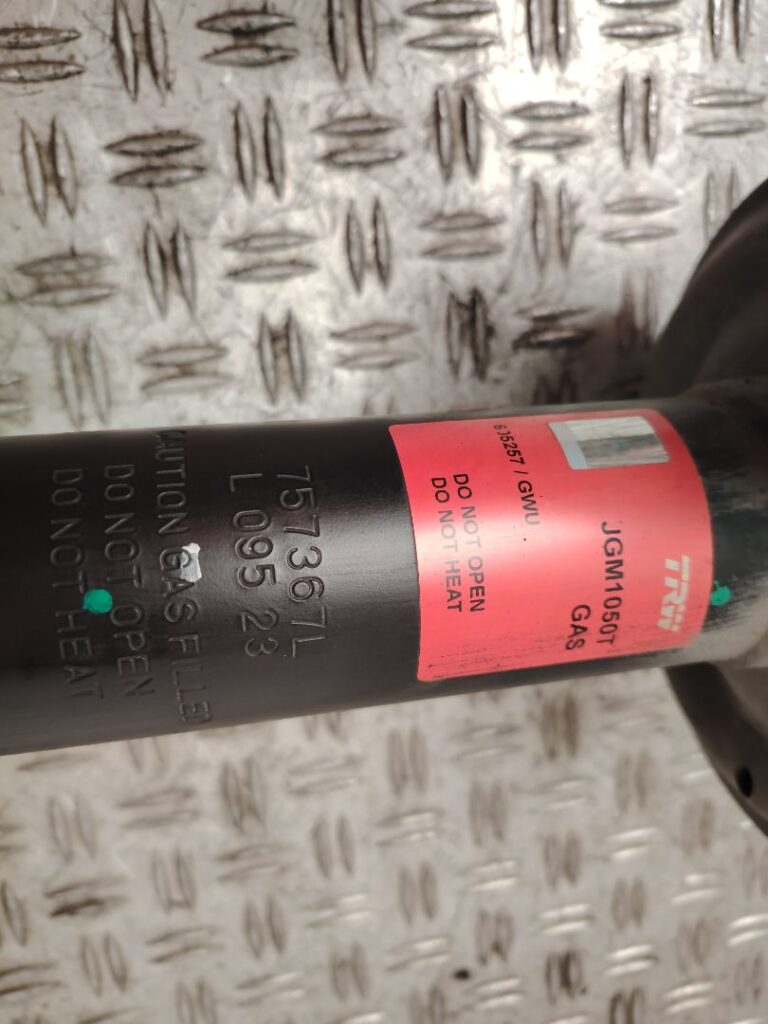 TRW
JGM1050T
GAS
605257 / GWU
DO NOT OPEN
DO NOT HEAT
757367L
L 095 23
CAUTION GAS FILLED
DO NOT OPEN
DO NOT HEAT